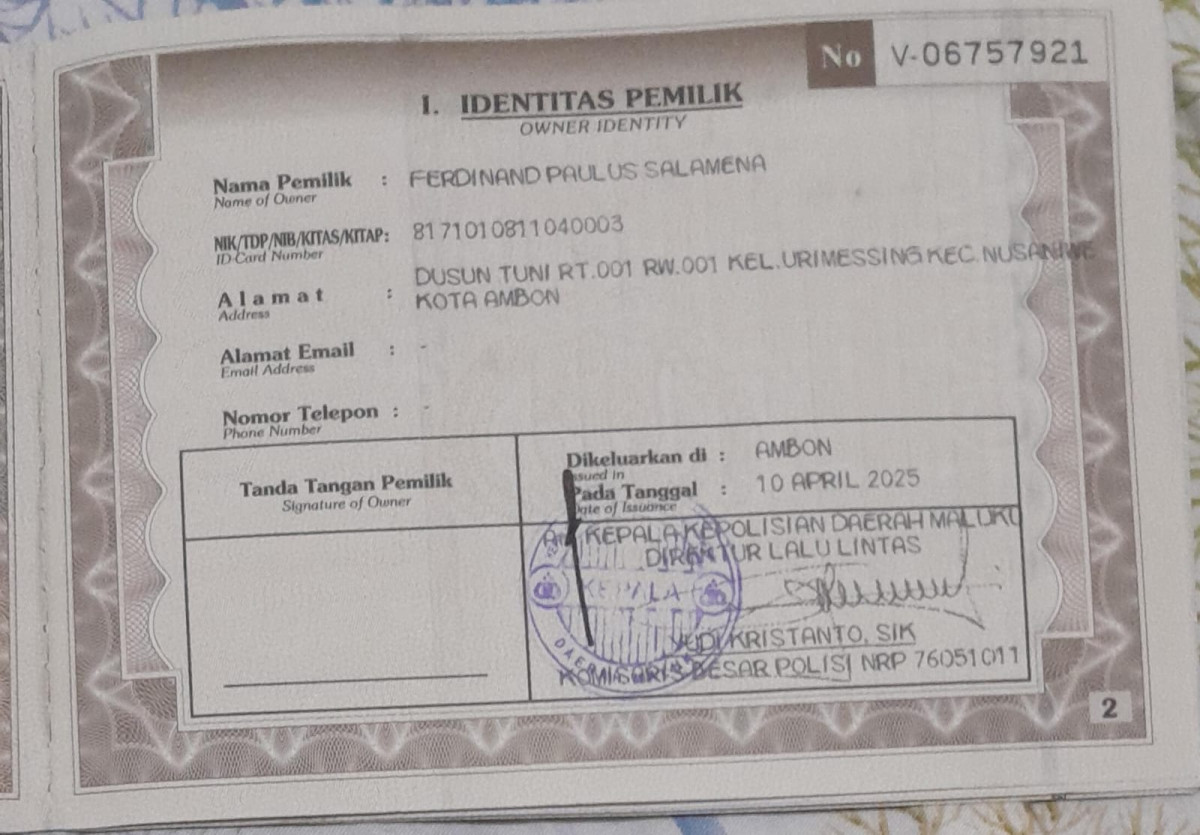 No V-06757921
I. IDENTITAS PEMILIK
OWNER IDENTITY
Nama Pemilik : FERDINAND PAULUS SALAMENA
Name of Owner
NIK/TDP/NIB/KITAS/KITAP: 8171010811040003
ID Card Number
DUSUN TUNI RT.001 RW.001 KEL.URIMESSING KEC.NUSANIWE
Alamat : KOTA AMBON
Address
Alamat Email : -
Email Address
Nomor Telepon : -
Phone Number
Tanda Tangan Pemilik
Signature of Owner
Dikeluarkan di : AMBON
Issued in
Pada Tanggal : 10 APRIL 2025
Date of Issuance
KEPALA KEPOLISIAN DAERAH MALUKU
DIREKTUR LALU LINTAS
KEPALA
YUDI KRISTANTO, SIK
KOMISARIS BESAR POLISI NRP 76051011
2